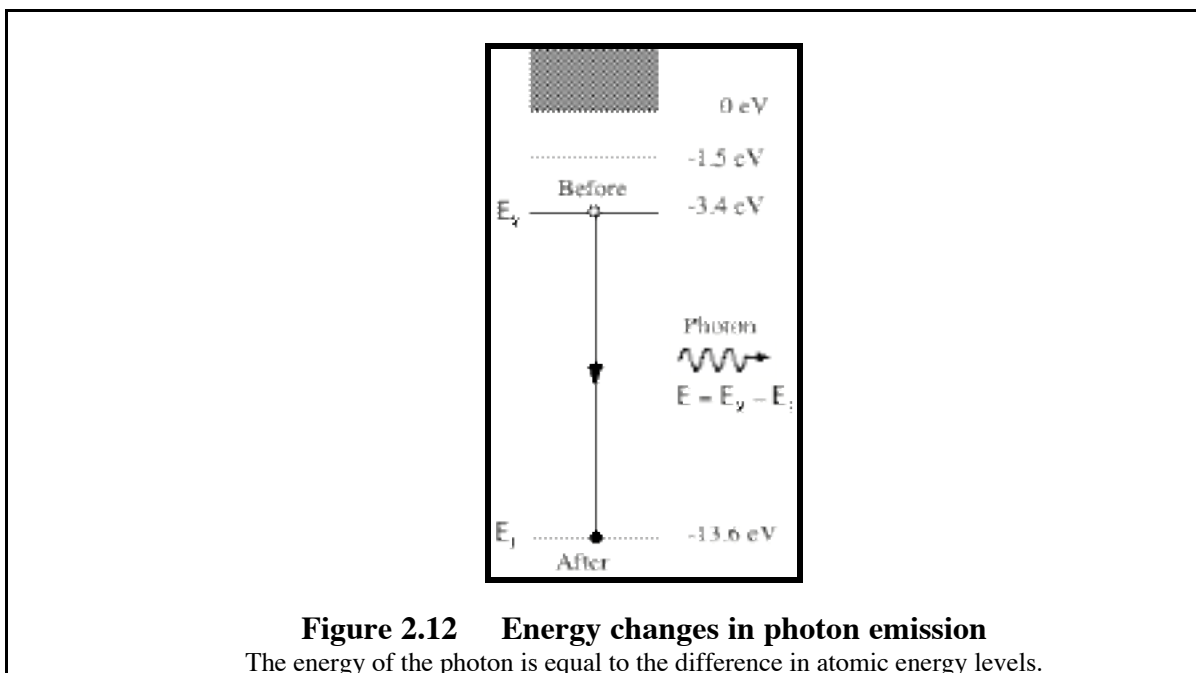 0 eV
-1.5 eV
Before
-3.4 eV
Photon
E = E
-13.6 eV
After
Figure 2.12 Energy changes in photon emission
The energy of the photon is equal to the difference in atomic energy levels.